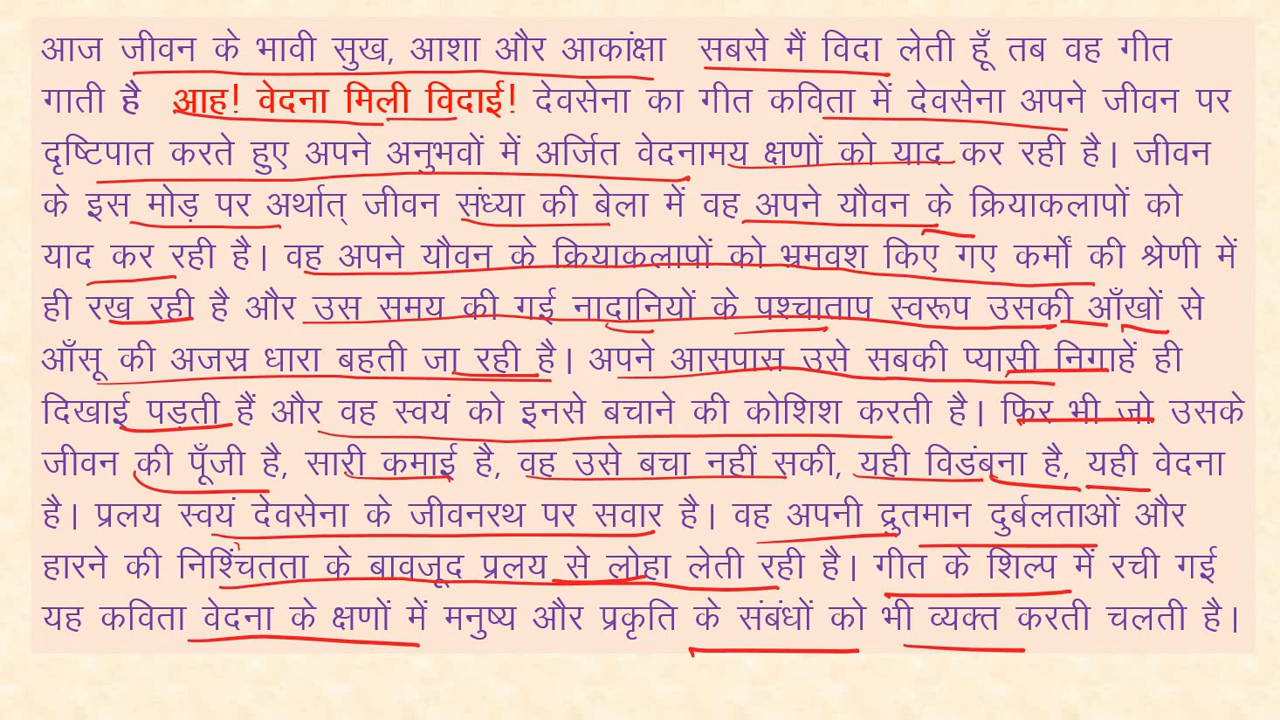 आज जीवन के भावी सुख, आशा और आकांक्षा सबसे मैं विदा लेती हूँ तब वह गीत
गाती है आह! वेदना मिली विदाई! देवसेना का गीत कविता में देवसेना अपने जीवन पर
दृष्टिपात करते हुए अपने अनुभवों में अर्जित वेदनामय क्षणों को याद कर रही है। जीवन
के इस मोड़ पर अर्थात् जीवन संध्या की बेला में वह अपने यौवन के क्रियाकलापों को
याद कर रही है। वह अपने यौवन के क्रियाकलापों को भ्रमवश किए गए कर्मों की श्रेणी में
ही रख रही है और उस समय की गई नादानियों के पश्चाताप स्वरूप उसकी आँखों से
आँसू की अजस्र धारा बहती जा रही है। अपने आसपास उसे सबकी प्यासी निगाहें ही
दिखाई पड़ती हैं और वह स्वयं को इनसे बचाने की कोशिश करती है। फिर भी जो उसके
जीवन की पूँजी है, सारी कमाई है, वह उसे बचा नहीं सकी, यही विडंबना है, यही वेदना
है। प्रलय स्वयं देवसेना के जीवनरथ पर सवार है। वह अपनी द्रुतमान दुर्बलताओं और
हारने की निश्चिंतता के बावजूद प्रलय से लोहा लेती रही है। गीत के शिल्प में रची गई
यह कविता वेदना के क्षणों में मनुष्य और प्रकृति के संबंधों को भी व्यक्त करती चलती है।